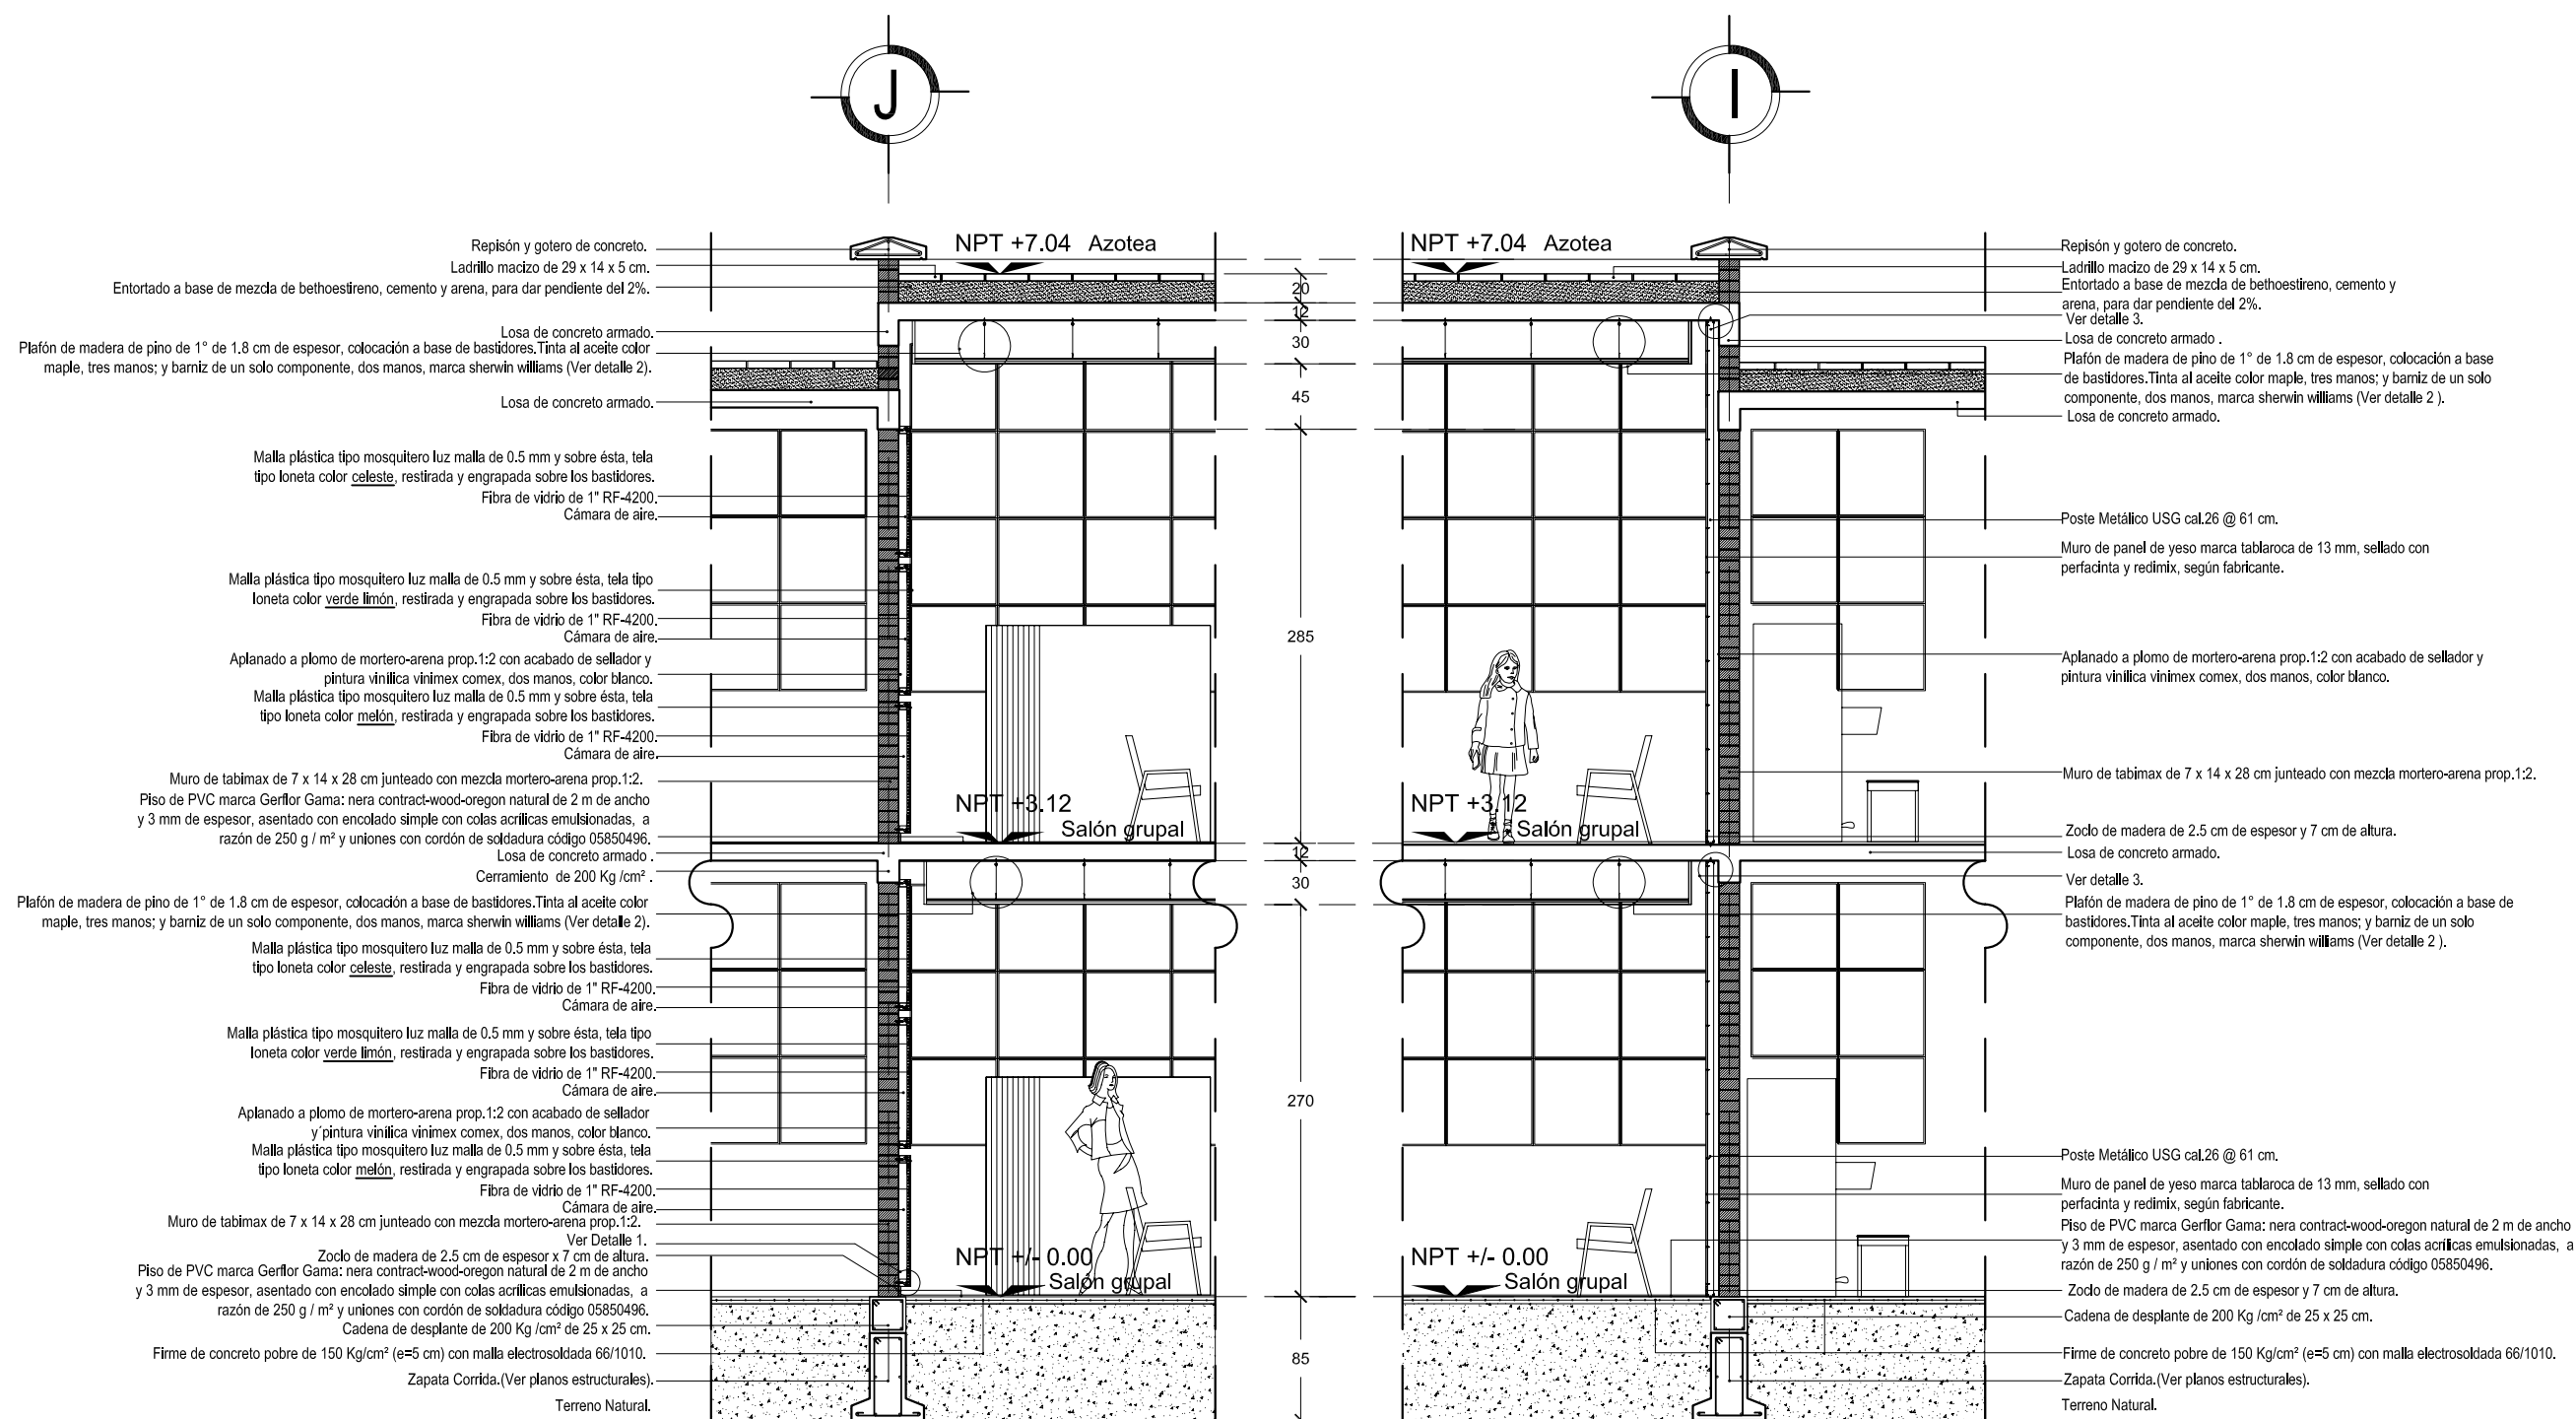 J
I
Repisón y gotero de concreto.
Ladrillo macizo de 29 x 14 x 5 cm.
Entortado a base de mezcla de bethoestireno, cemento y arena, para dar pendiente del 2%.
Losa de concreto armado.
Plafón de madera de pino de 1° de 1.8 cm de espesor, colocación a base de bastidores.Tinta al aceite color
maple, tres manos; y barniz de un solo componente, dos manos, marca sherwin williams (Ver detalle 2).
Losa de concreto armado.
Malla plástica tipo mosquitero luz malla de 0.5 mm y sobre ésta, tela
tipo loneta color celeste, restirada y engrapada sobre los bastidores.
Fibra de vidrio de 1" RF-4200.
Cámara de aire.
Malla plástica tipo mosquitero luz malla de 0.5 mm y sobre ésta, tela tipo
loneta color verde limón, restirada y engrapada sobre los bastidores.
Fibra de vidrio de 1" RF-4200.
Cámara de aire.
Aplanado a plomo de mortero-arena prop.1:2 con acabado de sellador y
pintura vinílica vinimex comex, dos manos, color blanco.
Malla plástica tipo mosquitero luz malla de 0.5 mm y sobre ésta, tela
tipo loneta color melón, restirada y engrapada sobre los bastidores.
Fibra de vidrio de 1" RF-4200.
Cámara de aire.
Muro de tabimax de 7 x 14 x 28 cm junteado con mezcla mortero-arena prop.1:2.
Piso de PVC marca Gerflor Gama: nera contract-wood-oregon natural de 2 m de ancho
y 3 mm de espesor, asentado con encolado simple con colas acrílicas emulsionadas, a
razón de 250 g / m² y uniones con cordón de soldadura código 05850496.
Losa de concreto armado .
Cerramiento de 200 Kg /cm² .
Plafón de madera de pino de 1° de 1.8 cm de espesor, colocación a base de bastidores.Tinta al aceite color
maple, tres manos; y barniz de un solo componente, dos manos, marca sherwin williams (Ver detalle 2).
Malla plástica tipo mosquitero luz malla de 0.5 mm y sobre ésta, tela
tipo loneta color celeste, restirada y engrapada sobre los bastidores.
Fibra de vidrio de 1" RF-4200.
Cámara de aire.
Malla plástica tipo mosquitero luz malla de 0.5 mm y sobre ésta, tela tipo
loneta color verde limón, restirada y engrapada sobre los bastidores.
Fibra de vidrio de 1" RF-4200.
Cámara de aire.
Aplanado a plomo de mortero-arena prop.1:2 con acabado de sellador
y´pintura vinílica vinimex comex, dos manos, color blanco.
Malla plástica tipo mosquitero luz malla de 0.5 mm y sobre ésta, tela
tipo loneta color melón, restirada y engrapada sobre los bastidores.
Fibra de vidrio de 1" RF-4200.
Cámara de aire.
Muro de tabimax de 7 x 14 x 28 cm junteado con mezcla mortero-arena prop.1:2.
Ver Detalle 1.
Zoclo de madera de 2.5 cm de espesor x 7 cm de altura.
Piso de PVC marca Gerflor Gama: nera contract-wood-oregon natural de 2 m de ancho
y 3 mm de espesor, asentado con encolado simple con colas acrílicas emulsionadas, a
razón de 250 g / m² y uniones con cordón de soldadura código 05850496.
Cadena de desplante de 200 Kg /cm² de 25 x 25 cm.
Firme de concreto pobre de 150 Kg/cm² (e=5 cm) con malla electrosoldada 66/1010.
Zapata Corrida.(Ver planos estructurales).
Terreno Natural.
NPT +7.04 Azotea
NPT +3.12
Salón grupal
NPT +/- 0.00
Salón grupal
20
12
30
45
285
12
30
270
85
NPT +7.04 Azotea
NPT +3.12
Salón grupal
NPT +/- 0.00
Salón grupal
Repisón y gotero de concreto.
Ladrillo macizo de 29 x 14 x 5 cm.
Entortado a base de mezcla de bethoestireno, cemento y
arena, para dar pendiente del 2%.
Ver detalle 3.
Losa de concreto armado .
Plafón de madera de pino de 1° de 1.8 cm de espesor, colocación a base
de bastidores.Tinta al aceite color maple, tres manos; y barniz de un solo
componente, dos manos, marca sherwin williams (Ver detalle 2 ).
Losa de concreto armado.
Poste Metálico USG cal.26 @ 61 cm.
Muro de panel de yeso marca tablaroca de 13 mm, sellado con
perfacinta y redimix, según fabricante.
Aplanado a plomo de mortero-arena prop.1:2 con acabado de sellador y
pintura vinílica vinimex comex, dos manos, color blanco.
Muro de tabimax de 7 x 14 x 28 cm junteado con mezcla mortero-arena prop.1:2.
Zoclo de madera de 2.5 cm de espesor y 7 cm de altura.
Losa de concreto armado.
Ver detalle 3.
Plafón de madera de pino de 1° de 1.8 cm de espesor, colocación a base de
bastidores.Tinta al aceite color maple, tres manos; y barniz de un solo
componente, dos manos, marca sherwin williams (Ver detalle 2 ).
Poste Metálico USG cal.26 @ 61 cm.
Muro de panel de yeso marca tablaroca de 13 mm, sellado con
perfacinta y redimix, según fabricante.
Piso de PVC marca Gerflor Gama: nera contract-wood-oregon natural de 2 m de ancho
y 3 mm de espesor, asentado con encolado simple con colas acrílicas emulsionadas, a
razón de 250 g / m² y uniones con cordón de soldadura código 05850496.
Zoclo de madera de 2.5 cm de espesor y 7 cm de altura.
Cadena de desplante de 200 Kg /cm² de 25 x 25 cm.
Firme de concreto pobre de 150 Kg/cm² (e=5 cm) con malla electrosoldada 66/1010.
Zapata Corrida.(Ver planos estructurales).
Terreno Natural.